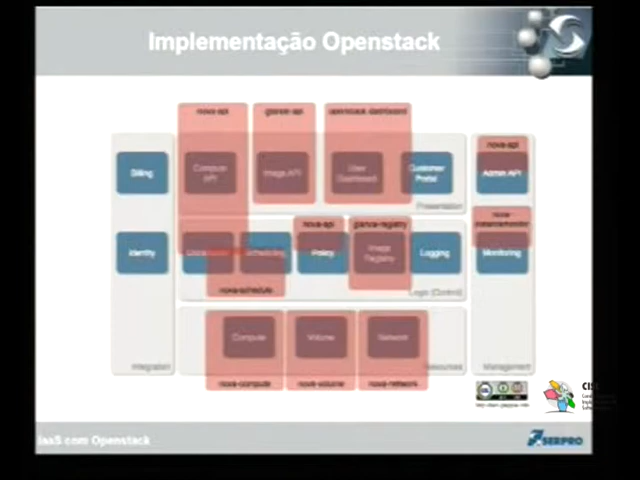 Implementação Openstack
nova-api
glance-api
openstack-dashboard
nova-api
Billing
Compute API
Image API
User Dashboard
Customer Portal
Admin API
Presentation
nova-api
glance-registry
nova-
Identity
Scheduling
Policy
Image Registry
Logging
Monitoring
nova-schedule
Logic (Control)
Compute
Volume
Network
Integration
Resources
Management
nova-compute
nova-volume
nova-network
IaaS com Openstack
SERPRO